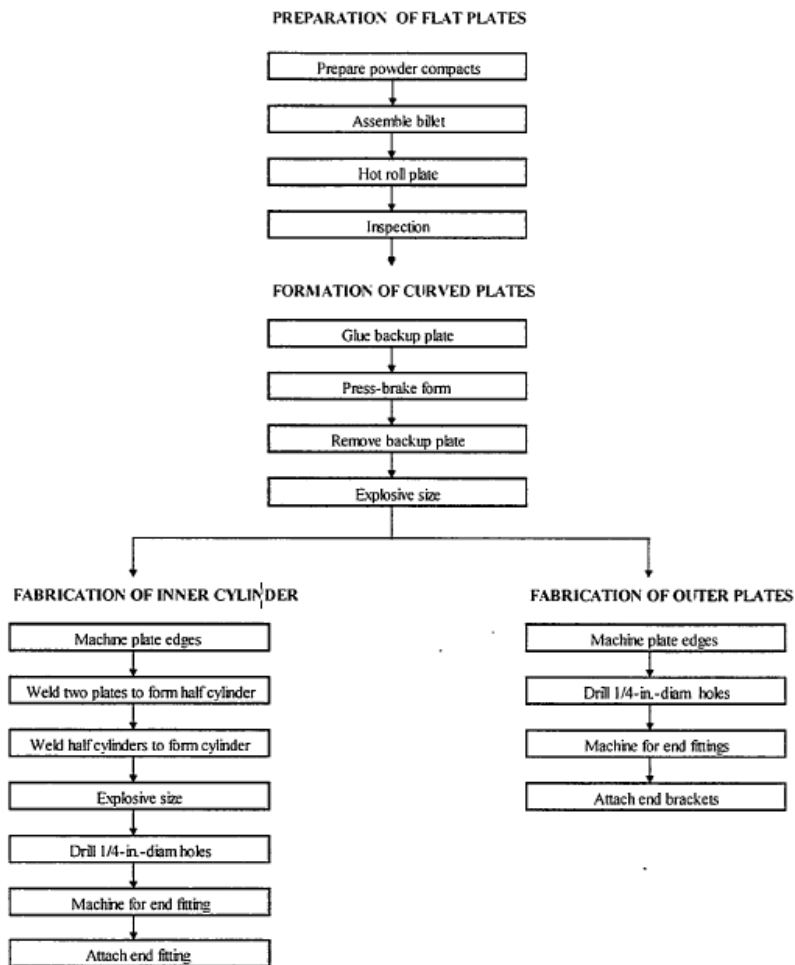 PREPARATION OF FLAT PLATES
Prepare powder compacts
Assemble billet
Hot roll plate
Inspection
FORMATION OF CURVED PLATES
Glue backup plate
Press-brake form
Remove backup plate
Explosive size
FABRICATION OF INNER CYLINDER
Machine plate edges
Weld two plates to form half cylinder
Weld half cylinders to form cylinder
Explosive size
Drill 1/4-in.-diam holes
Machine for end fitting
Attach end fitting
FABRICATION OF OUTER PLATES
Machine plate edges
Drill 1/4-in.-diam holes
Machine for end fittings
Attach end brackets